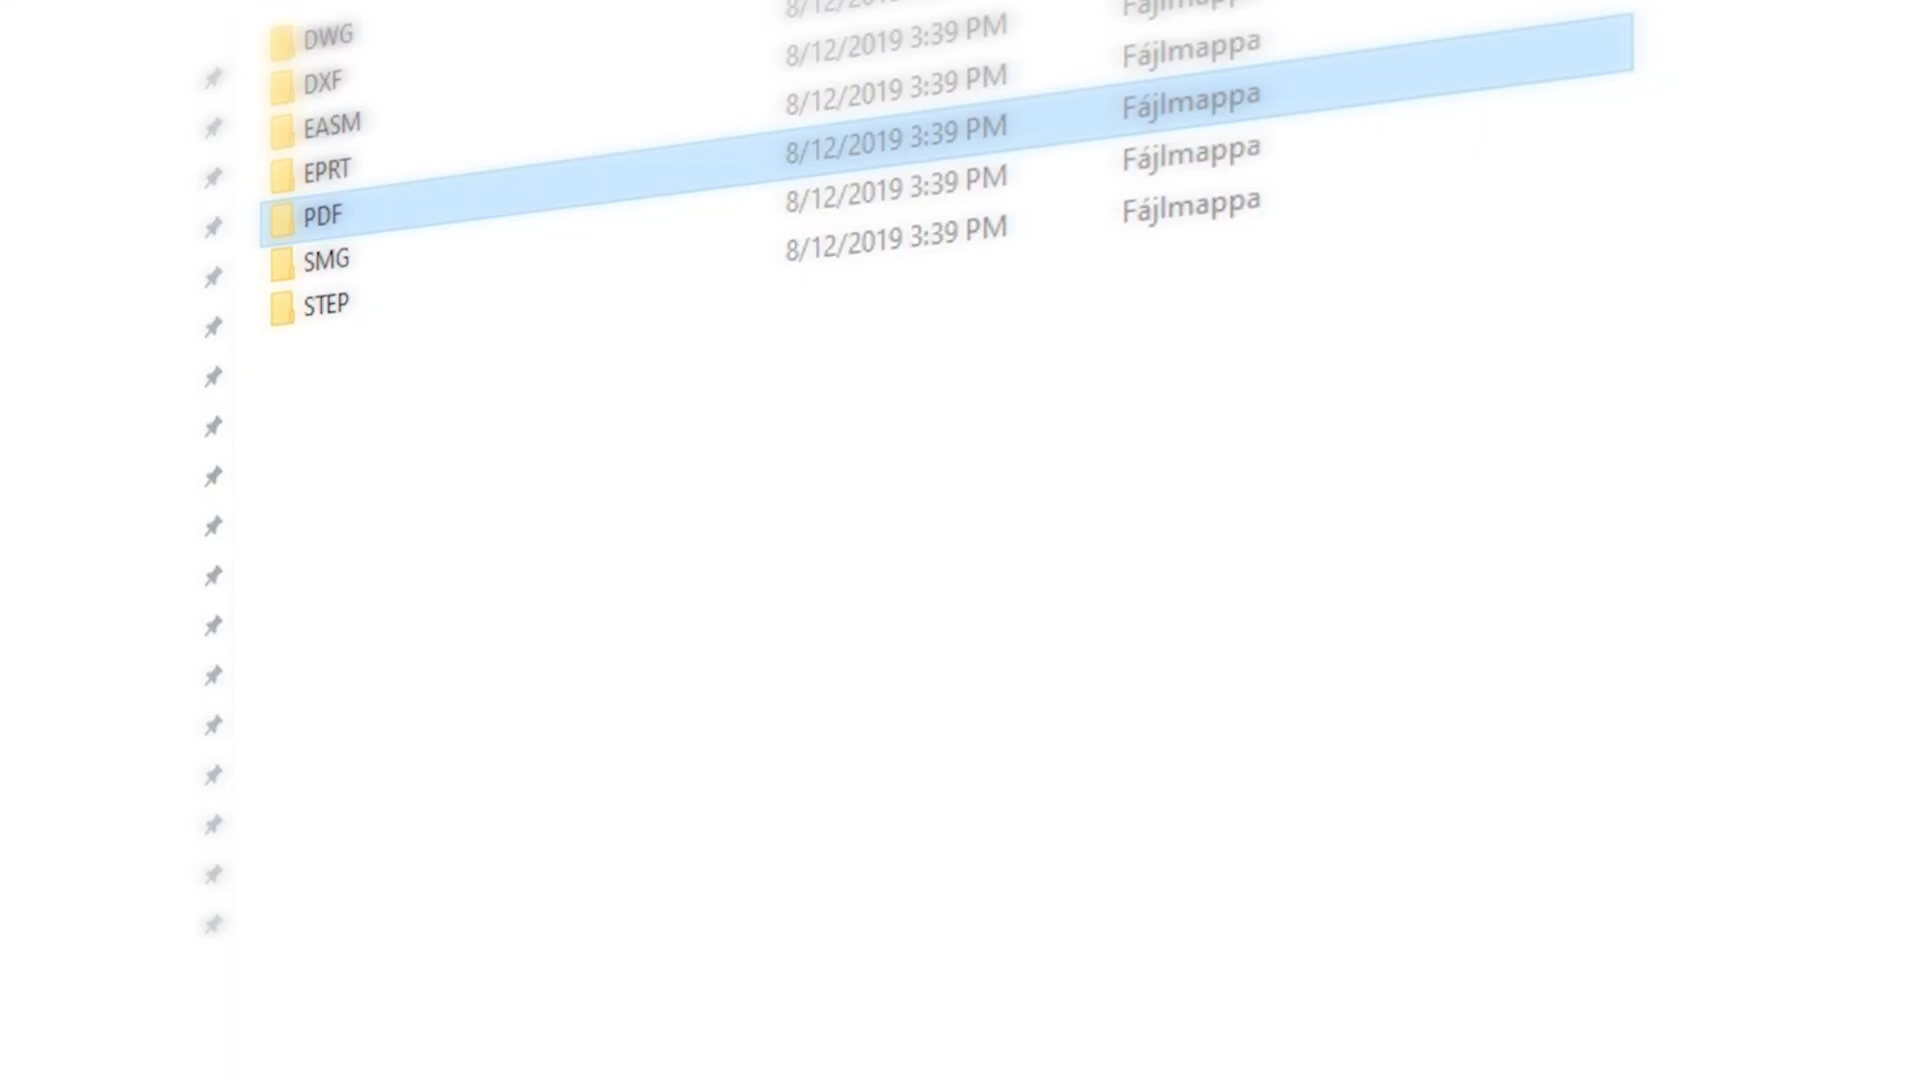 DWG
DXF
EASM 8/12/2019 3:39 PM
EPRT 8/12/2019 3:39 PM Fájlmappa
PDF 8/12/2019 3:39 PM Fájlmappa
SMG 8/12/2019 3:39 PM Fájlmappa
STEP 8/12/2019 3:39 PM Fájlmappa